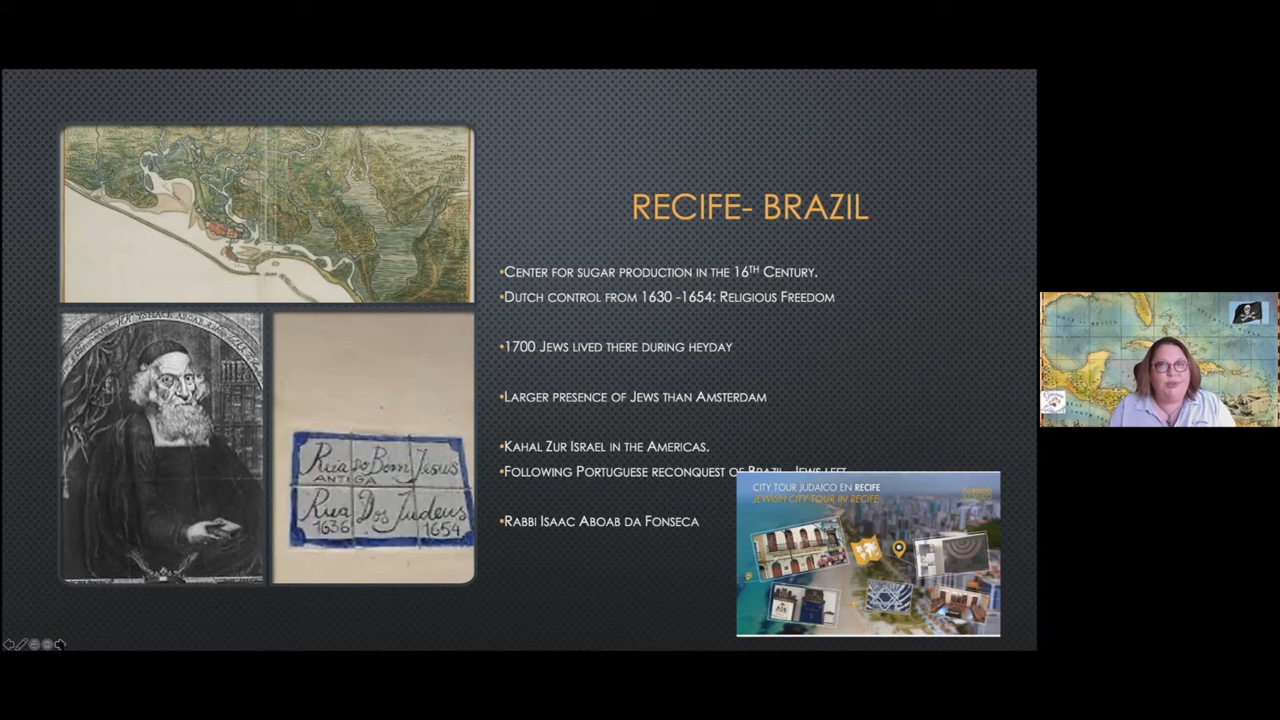 RECIFE- BRAZIL
•CENTER FOR SUGAR PRODUCTION IN THE 16TH CENTURY.
•DUTCH CONTROL FROM 1630 -1654: RELIGIOUS FREEDOM
•1700 JEWS LIVED THERE DURING HEYDAY
•LARGER PRESENCE OF JEWS THAN AMSTERDAM
•KAHAL ZUR ISRAEL IN THE AMERICAS.
•FOLLOWING PORTUGUESE RECONQUEST OF BRAZIL, JEWS LEFT
•RABBI ISAAC ABOAB DA FONSECA
Rua do Bom Jesus
ANTIGA
Rua Dos Judeus
1636 1654
CITY TOUR JUDAICO EN RECIFE
JEWISH CITY TOUR IN RECIFE